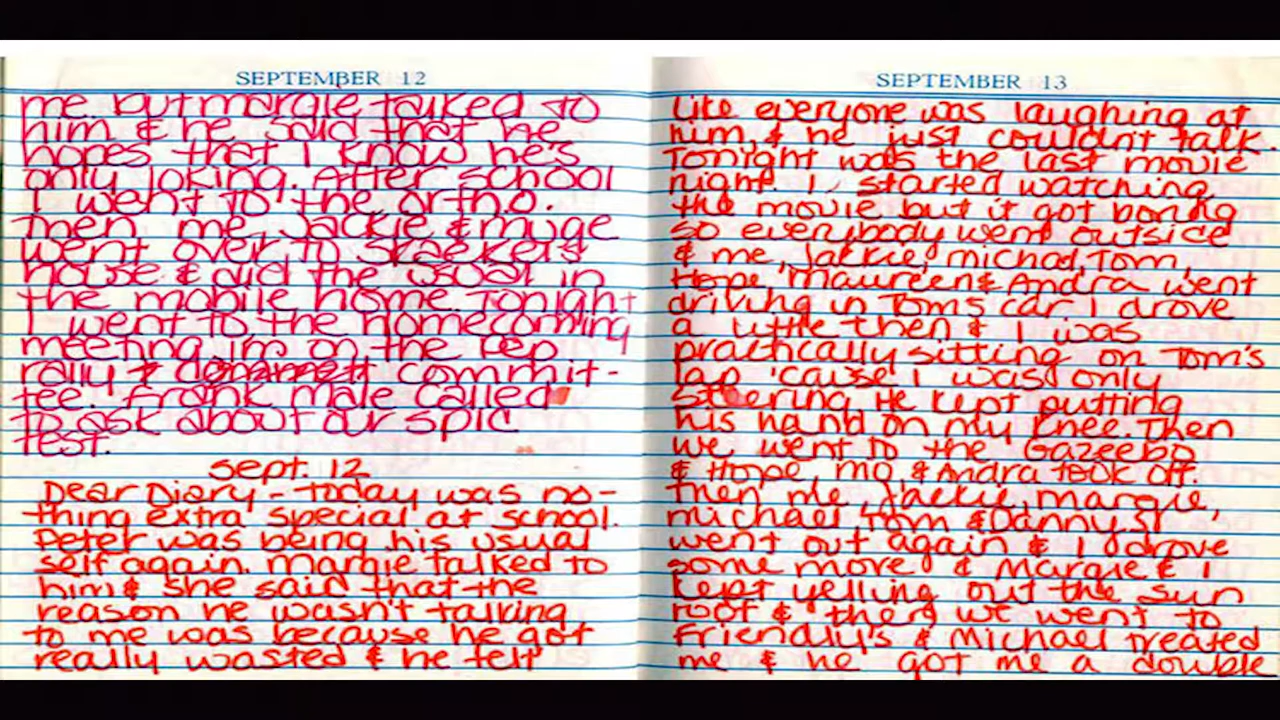 SEPTEMBER 12
me. but margie talked to
him & he said that he
hopes that I know he's
only joking. After school
I went to the ortho.
Then me, Jackie & muge
went over to Skeeker's
house & did the usual in
the mobile home. Tonight
I went to the homecoming
meeting. I'm on the pep
rally commit-
tee. Frank Male called
to ask about our spic
test.
Sept. 12
Dear Diary - today was no-
thing extra special at school.
Peter was being his usual
self again. Margie talked to
him & she said that the
reason he wasn't talking
to me was because he got
really wasted & he felt
SEPTEMBER 13
like everyone was laughing at
him, & he just couldn't talk.
Tonight was the last movie
night. I started watching
the movie but it got boring
so everybody went outside
& me, Jackie, michael, Tom,
Hope, maureen & Andra went
driving in Tom's car. I drove
a little then & I was
practically sitting on Tom's
lap 'cause I was only
steering. He kept putting
his hand on my knee. Then
we went to the Gazeebo
& Hope, mo & Andra took off.
Then me, Jackie, margie,
michael, Tom & Danny S.
went out again & I drove
some more & Margie & I
kept yelling out the sun
roof & then we went to
Friendly's & Michael treated
me & he got me a double